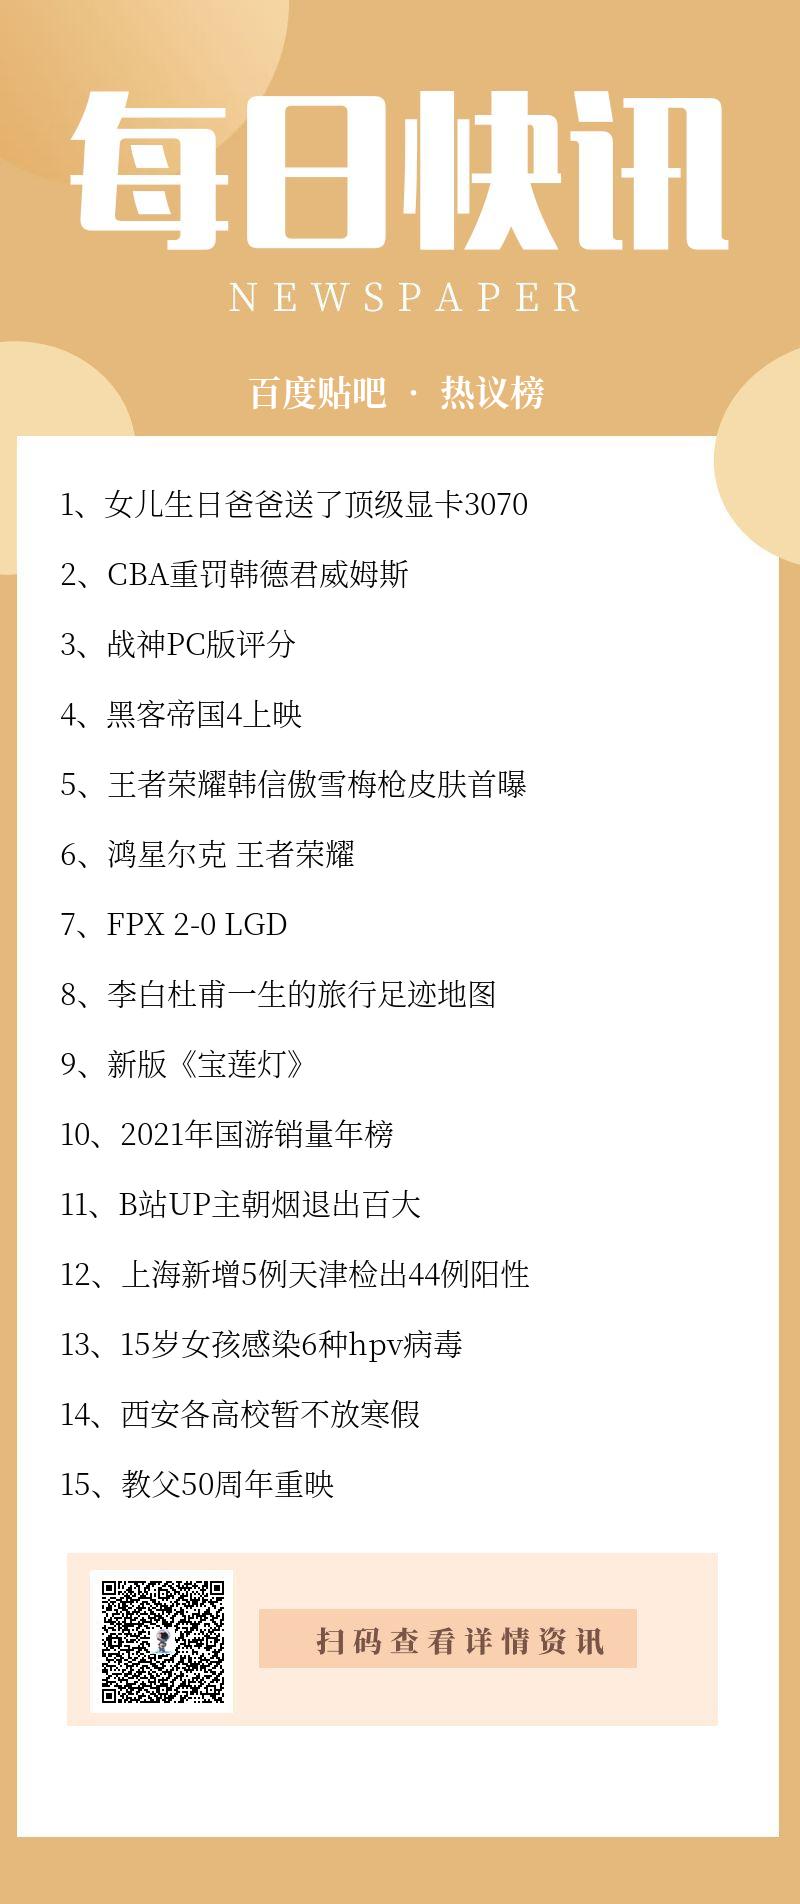 每日快讯
NEWSPAPER
百度贴吧 · 热议榜
1、女儿生日爸爸送了顶级显卡3070
2、CBA重罚韩德君威姆斯
3、战神PC版评分
4、黑客帝国4上映
5、王者荣耀韩信傲雪梅枪皮肤首曝
6、鸿星尔克 王者荣耀
7、FPX 2-0 LGD
8、李白杜甫一生的旅行足迹地图
9、新版《宝莲灯》
10、2021年国游销量年榜
11、B站UP主朝烟退出百大
12、上海新增5例天津检出44例阳性
13、15岁女孩感染6种hpv病毒
14、西安各高校暂不放寒假
15、教父50周年重映
扫码查看详情资讯